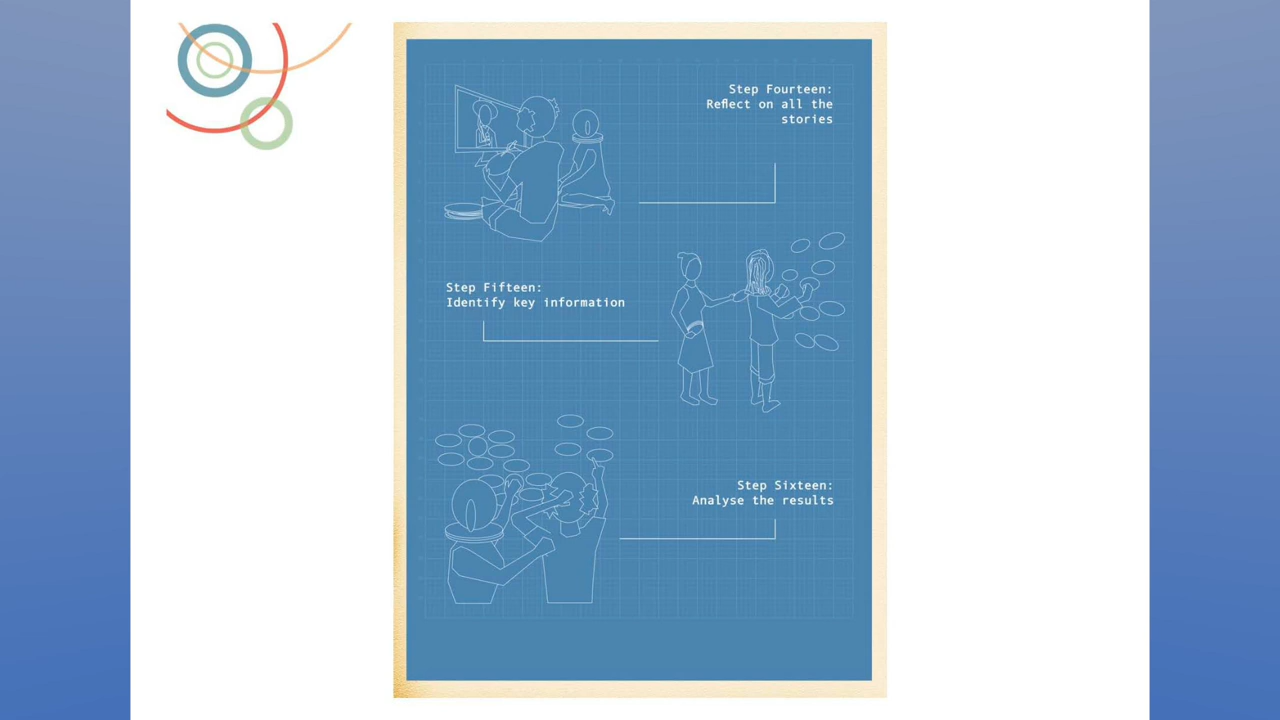 Step Fourteen:
Reflect on all the
stories
Step Fifteen:
Identify key information
Step Sixteen:
Analyse the results